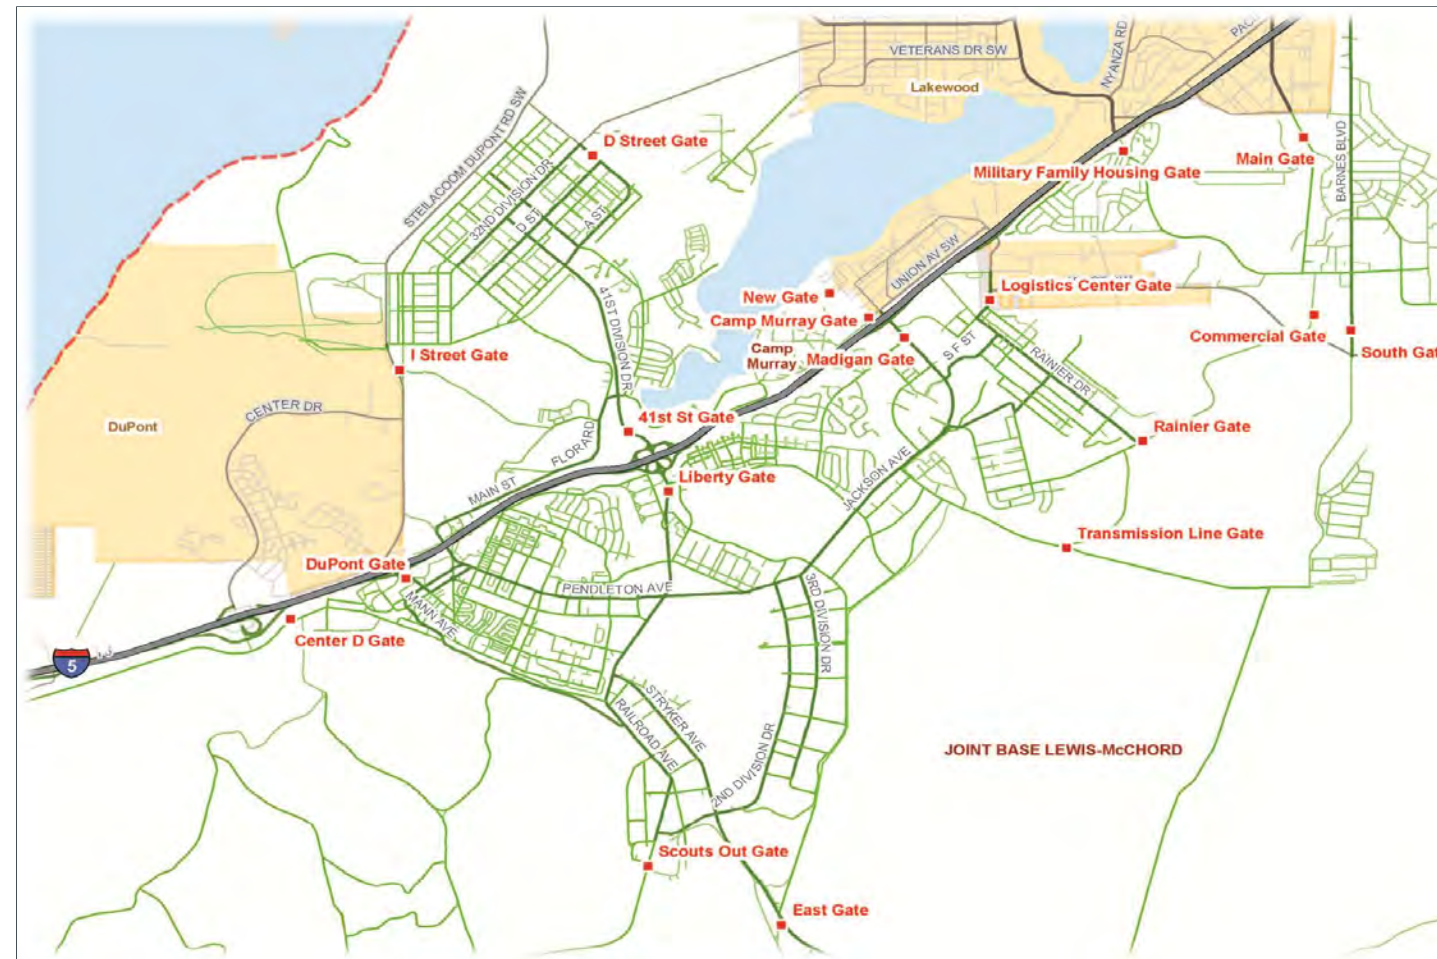 VETERANS DR SW
NYANZA RD
Lakewood
STEILACOOM DUPONT RD SW
D Street Gate
Main Gate
BARNES BLVD
Military Family Housing Gate
32ND DIVISION DR
D ST
A ST
UNION AV SW
New Gate
Logistics Center Gate
41ST DIVISION DR
Camp Murray Gate
Commercial Gate
South Gat
Camp
Murray
Madigan Gate
S F ST
RAINIER DR
I Street Gate
CENTER DR
DuPont
41st St Gate
Rainier Gate
FLORA RD
JACKSON AVE
Liberty Gate
MAIN ST
Transmission Line Gate
DuPont Gate
PENDLETON AVE
MANN AVE
3RD DIVISION DR
Center D Gate
5
STRYKER AVE
RAILROAD AVE
2ND DIVISION DR
JOINT BASE LEWIS-McCHORD
Scouts Out Gate
East Gate